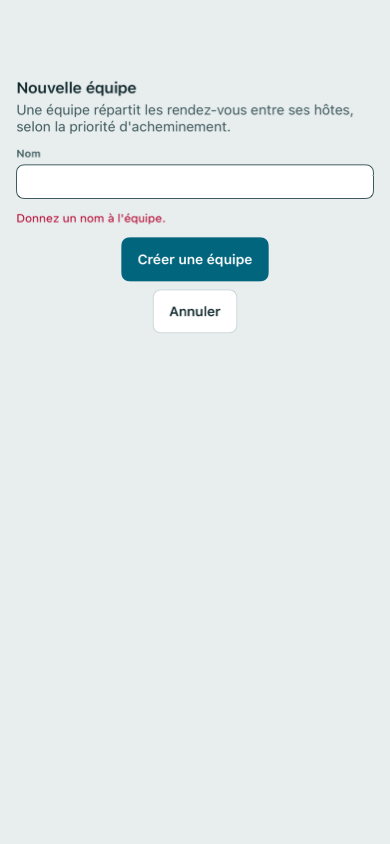 Nouvelle équipe
Une équipe répartit les rendez-vous entre ses hôtes,
selon la priorité d'acheminement.
Nom
Donnez un nom à l'équipe.
Créer une équipe
Annuler